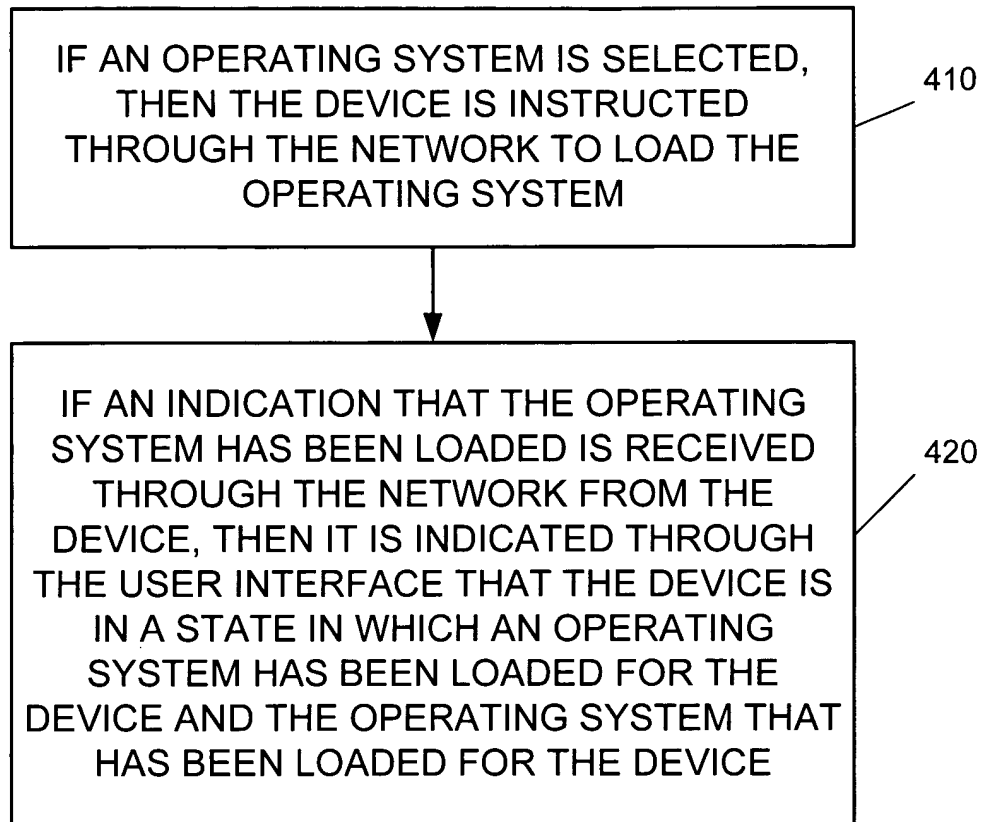 IF AN OPERATING SYSTEM IS SELECTED,
THEN THE DEVICE IS INSTRUCTED
THROUGH THE NETWORK TO LOAD THE
OPERATING SYSTEM
410
IF AN INDICATION THAT THE OPERATING
SYSTEM HAS BEEN LOADED IS RECEIVED
THROUGH THE NETWORK FROM THE
DEVICE, THEN IT IS INDICATED THROUGH
THE USER INTERFACE THAT THE DEVICE IS
IN A STATE IN WHICH AN OPERATING
SYSTEM HAS BEEN LOADED FOR THE
DEVICE AND THE OPERATING SYSTEM THAT
HAS BEEN LOADED FOR THE DEVICE
420